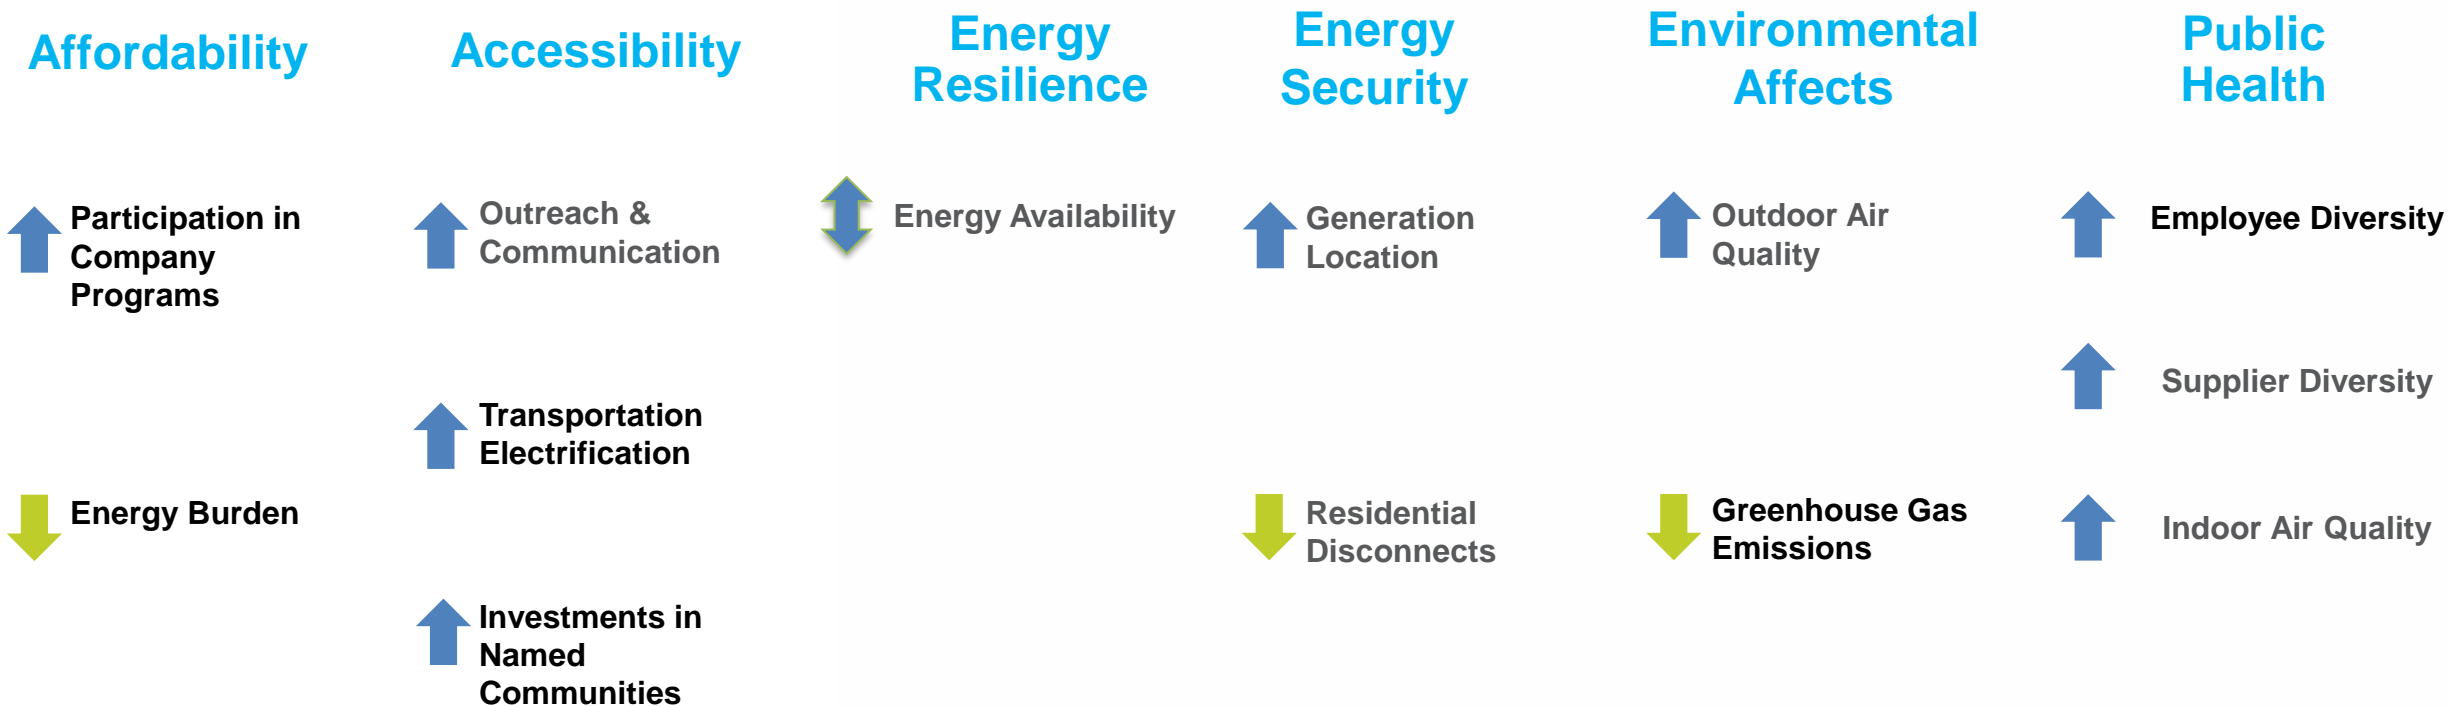 Affordability
Participation in
Company
Programs
Energy Burden
Accessibility
Outreach &
Communication
Transportation
Electrification
Investments in
Named
Communities
Energy
Resilience
Energy Availability
Energy
Security
Generation
Location
Residential
Disconnects
Environmental
Affects
Outdoor Air
Quality
Greenhouse Gas
Emissions
Public
Health
Employee Diversity
Supplier Diversity
Indoor Air Quality